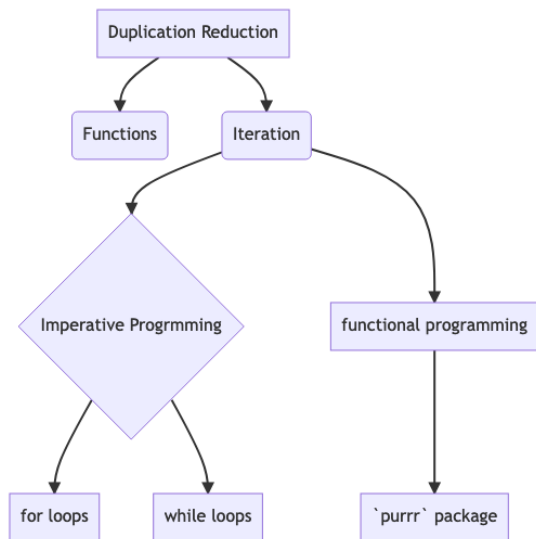 Duplication Reduction
Functions
Iteration
Imperative Progrmming
functional programming
for loops
while loops
`purrr` package